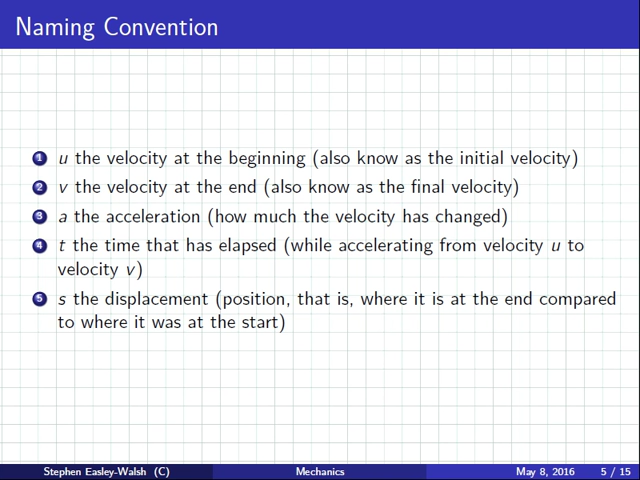 Naming Convention
1 u the velocity at the beginning (also know as the initial velocity)
2 v the velocity at the end (also know as the final velocity)
3 a the acceleration (how much the velocity has changed)
4 t the time that has elapsed (while accelerating from velocity u to
velocity v)
5 s the displacement (position, that is, where it is at the end compared
to where it was at the start)
Stephen Easley-Walsh (C) Mechanics May 8, 2016 5 / 15